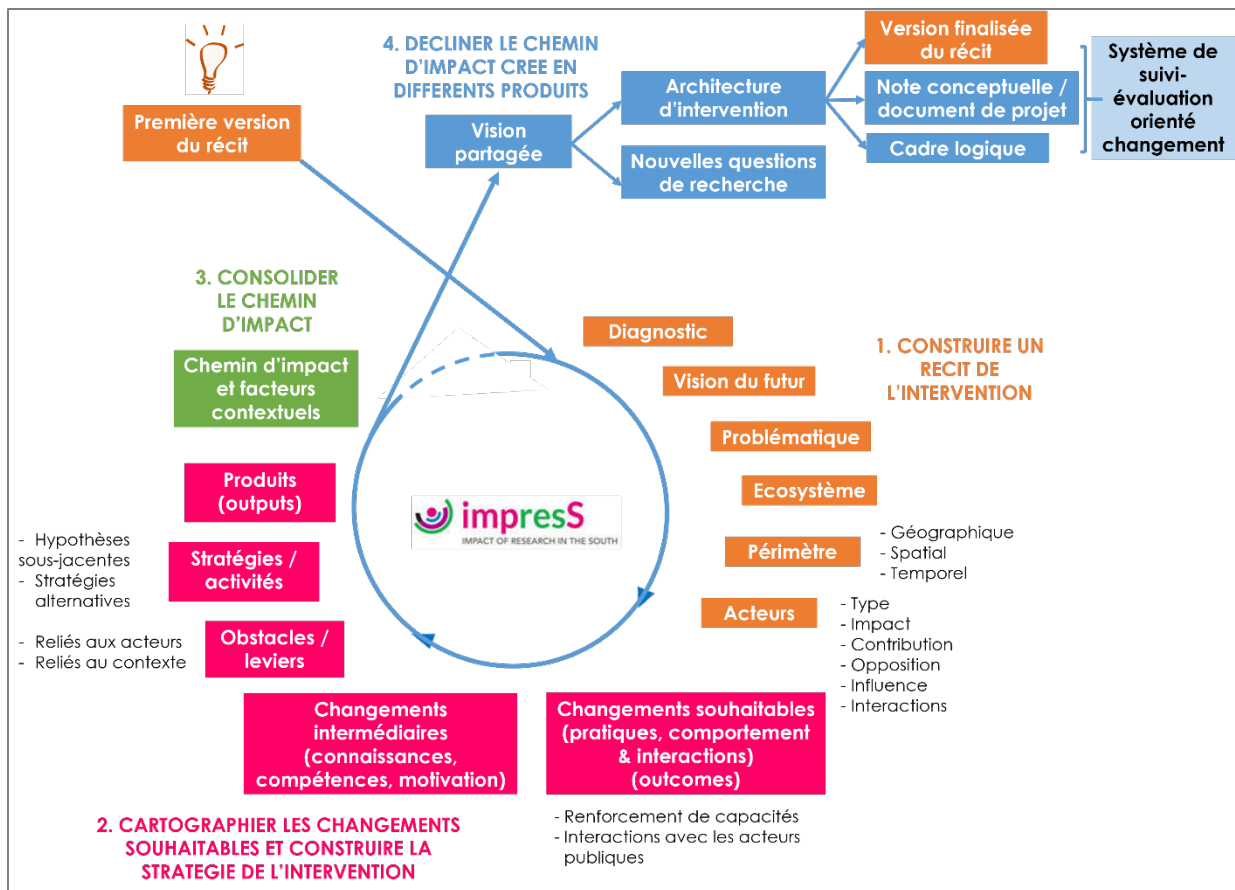 Première version
du récit
4. DECLINER LE CHEMIN
D'IMPACT CREE EN
DIFFERENTS PRODUITS
Vision
partagée
Architecture
d'intervention
Nouvelles questions
de recherche
Version finalisée
du récit
Note conceptuelle /
document de projet
Cadre logique
Système de
suivi-
évaluation
orienté
changement
1. CONSTRUIRE UN
RECIT DE
L'INTERVENTION
Diagnostic
Vision du futur
Problématique
Ecosystème
Périmètre
- Géographique
- Spatial
- Temporel
Acteurs
- Type
- Impact
- Contribution
- Opposition
- Influence
- Interactions
Changements souhaitables
(pratiques, comportement
& interactions)
(outcomes)
- Renforcement de capacités
- Interactions avec les acteurs
publiques
Changements
intermédiaires
(connaissances,
compétences, motivation)
2. CARTOGRAPHIER LES CHANGEMENTS
SOUHAITABLES ET CONSTRUIRE LA
STRATEGIE DE L'INTERVENTION
Obstacles /
leviers
- Reliés aux acteurs
- Reliés au contexte
Stratégies /
activités
- Hypothèses
sous-jacentes
- Stratégies
alternatives
Produits
(outputs)
3. CONSOLIDER
LE CHEMIN
D'IMPACT
Chemin d'impact
et facteurs
contextuels
impresS
IMPACT OF RESEARCH IN THE SOUTH